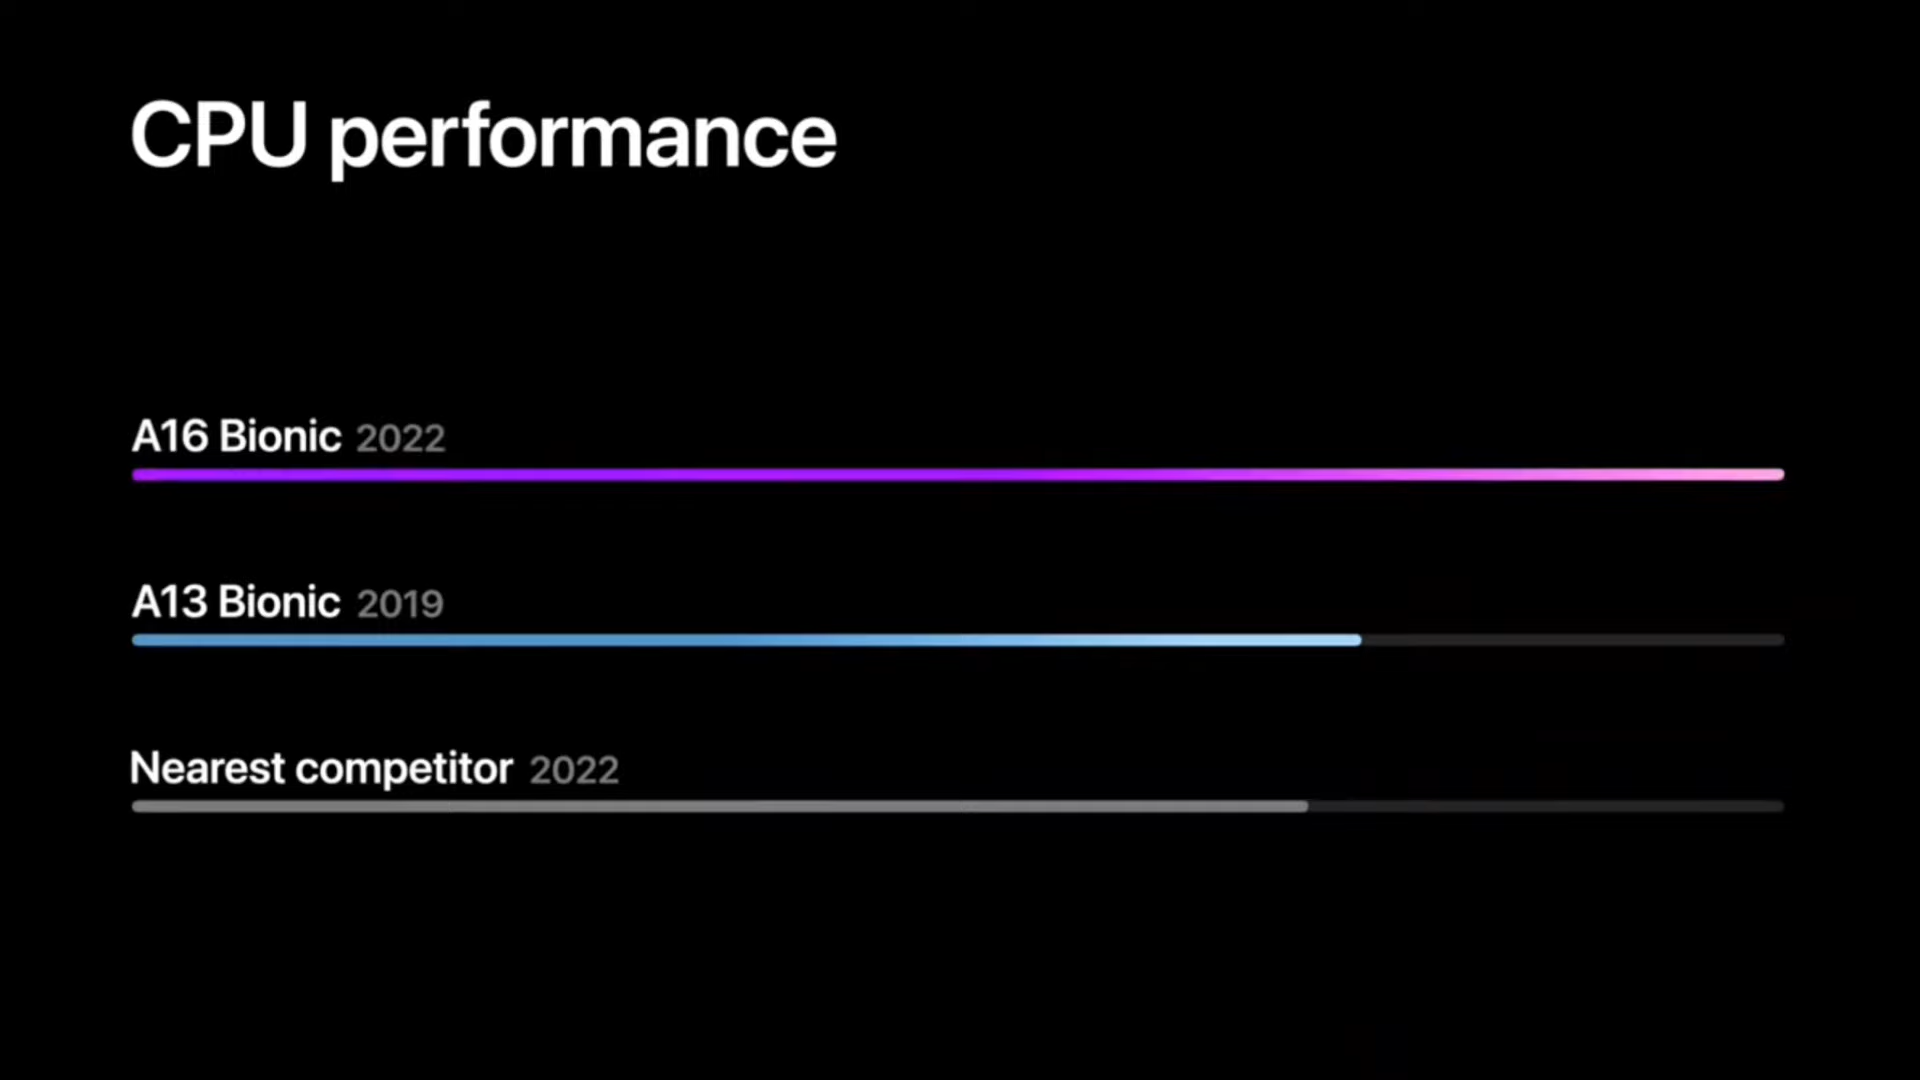 CPU performance
A16 Bionic 2022
A13 Bionic 2019
Nearest competitor 2022